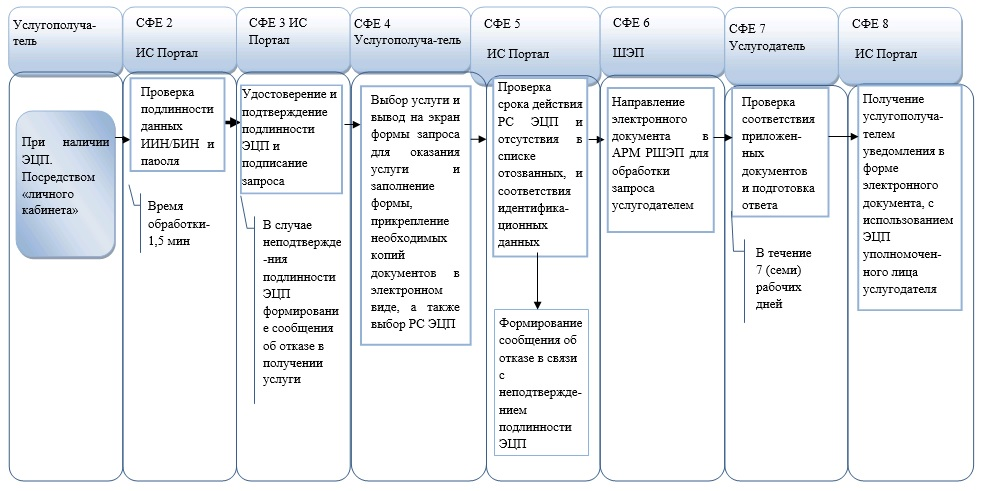 Услугополуча-
тель
СФЕ 2
ИС Портал
СФЕ 3 ИС
Портал
СФЕ 4
Услугополуча-тель
СФЕ 5
ИС Портал
СФЕ 6
ШЭП
СФЕ 7
Услугодатель
СФЕ 8
ИС Портал
При наличии
ЭЦП.
Посредством
«личного
кабинета»
Проверка
подлинности
данных
ИИН/БИН и
пароля
Время
обработки-
1,5 мин
Удостоверение и
подтверждение
подлинности
ЭЦП и
подписание
запроса
В случае
неподтвержде
-ния
подлинности
ЭЦП
формировани
е сообщения
об отказе в
получении
услуги
Выбор услуги и
вывод на экран
формы запроса
для оказания
услуги и
заполнение
формы,
прикрепление
необходимых
копий
документов в
электронном
виде, а также
выбор РС ЭЦП
Проверка
срока действия
РС ЭЦП и
отсутствия в
списке
отозванных, и
соответствия
идентифика-
ционных
данных
Формирование
сообщения об
отказе в связи
с
неподтвержде-
нием
подлинности
ЭЦП
Направление
электронного
документа в
АРМ РШЭП для
обработки
запроса
услугодателем
Проверка
соответствия
приложен-
ных
документов
и подготовка
ответа
В течение
7 (семи)
рабочих
дней
Получение
услугополуча-
телем
уведомления в
форме
электронного
документа, с
использованием
ЭЦП
уполномочен-
ного лица
услугодателя